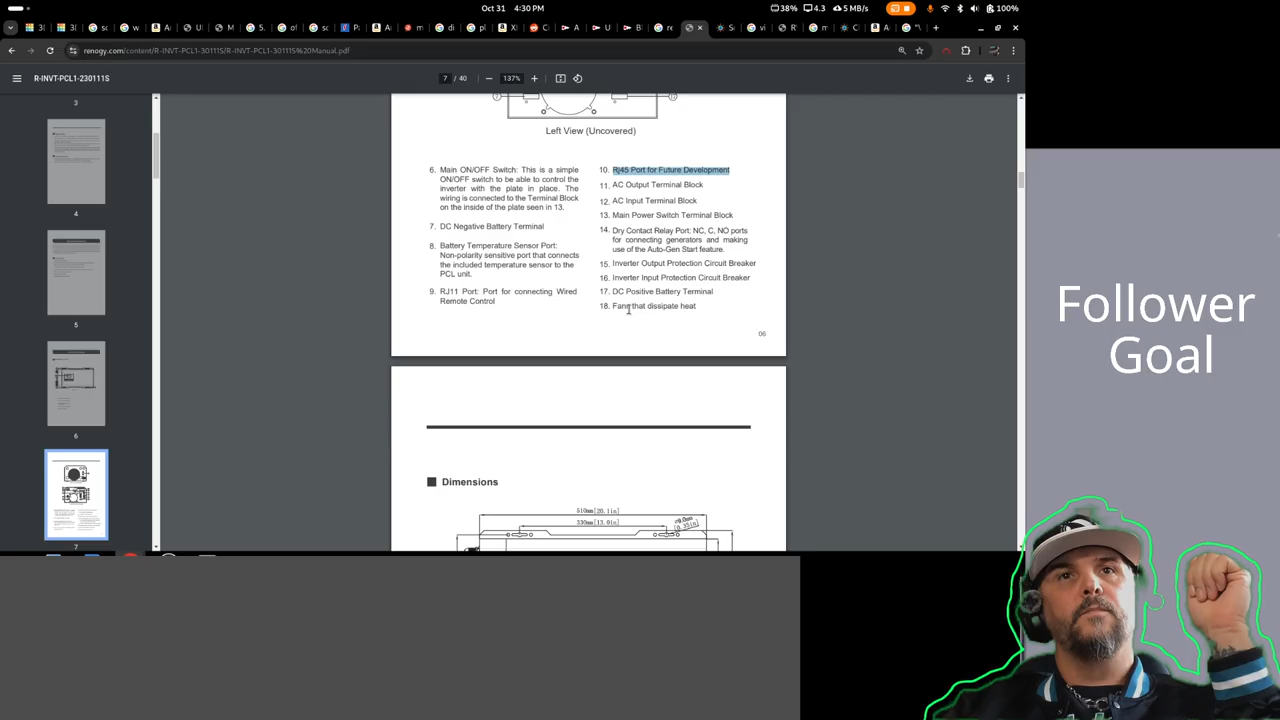 Oct 31 4:30 PM
38%
4.3
5 MB/s
100%
renogy.com/content/R-INVT-PCL1-30111S/R-INVT-PCL1-230111S%20Manual.pdf
R-INVT-PCL1-230111S
7 / 40
137%
3
4
5
6
7
Left View (Uncovered)
6. Main ON/OFF Switch: This is a simple
ON/OFF switch to be able to control the
inverter with the plate in place. The
wiring is connected to the Terminal Block
on the inside of the plate seen in 13.
7. DC Negative Battery Terminal
8. Battery Temperature Sensor Port:
Non-polarity sensitive port that connects
the included temperature sensor to the
PCL unit.
9. RJ11 Port: Port for connecting Wired
Remote Control
10. Rj45 Port for Future Development
11. AC Output Terminal Block
12. AC Input Terminal Block
13. Main Power Switch Terminal Block
14. Dry Contact Relay Port: NC, C, NO ports
for connecting generators and making
use of the Auto-Gen Start feature.
15. Inverter Output Protection Circuit Breaker
16. Inverter Input Protection Circuit Breaker
17. DC Positive Battery Terminal
18. Fans that dissipate heat
06
Dimensions
510mm[20.1in]
330mm[13.0in]
Follower
Goal